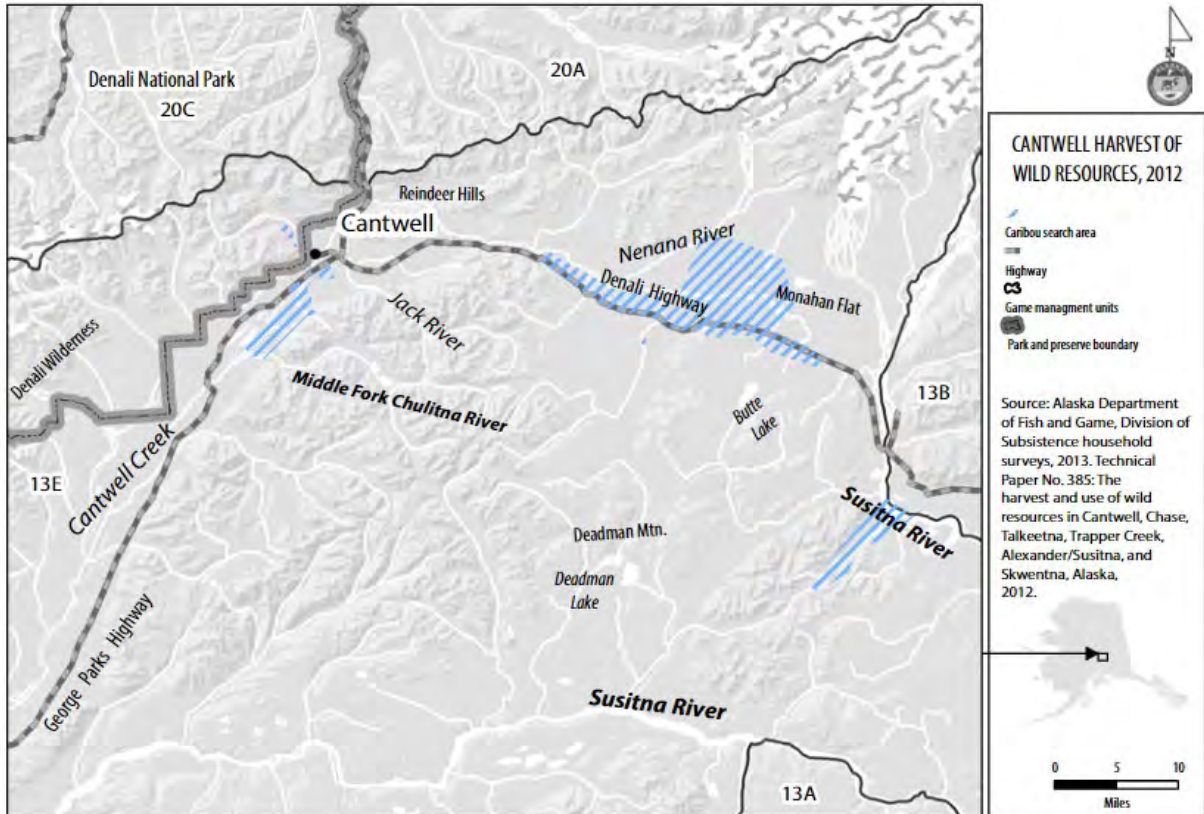 Denali National Park
20C
20A
Reindeer Hills
Cantwell
Nenana River
Denali Highway
Monahan Flat
Jack River
Denali Wilderness
Middle Fork Chulitna River
13B
Butte
Lake
Cantwell Creek
13E
Susitna River
Deadman Mtn.
Deadman
Lake
George Parks Highway
Susitna River
13A
N
CANTWELL HARVEST OF
WILD RESOURCES, 2012
Caribou search area
Highway
Game managment units
Park and preserve boundary
Source: Alaska Department
of Fish and Game, Division of
Subsistence household
surveys, 2013. Technical
Paper No. 385: The
harvest and use of wild
resources in Cantwell, Chase,
Talkeetna, Trapper Creek,
Alexander/Susitna, and
Skwentna, Alaska,
2012.
0 5 10
Miles